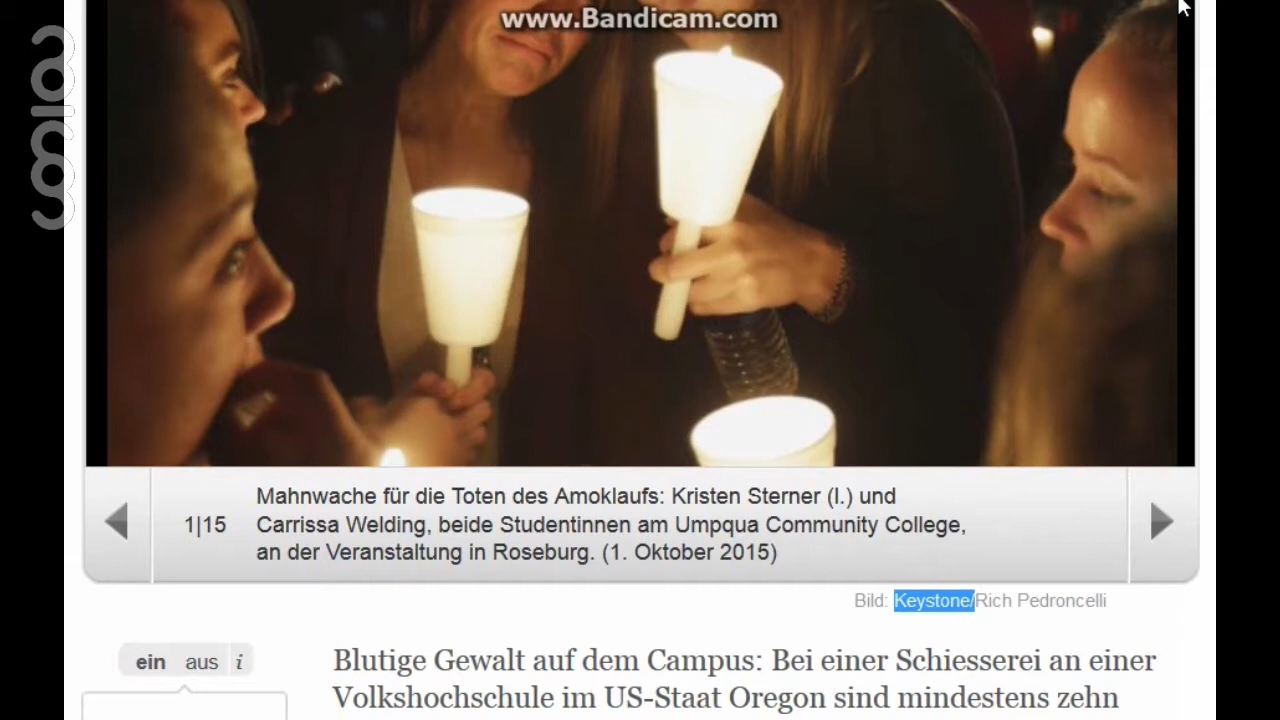 www.Bandicam.com
Mahnwache für die Toten des Amoklaufs: Kristen Sterner (l.) und
1|15
Carrissa Welding, beide Studentinnen am Umpqua Community College,
an der Veranstaltung in Roseburg. (1. Oktober 2015)
Bild: Keystone/Rich Pedroncelli
ein aus i
Blutige Gewalt auf dem Campus: Bei einer Schiesserei an einer
Volkshochschule im US-Staat Oregon sind mindestens zehn